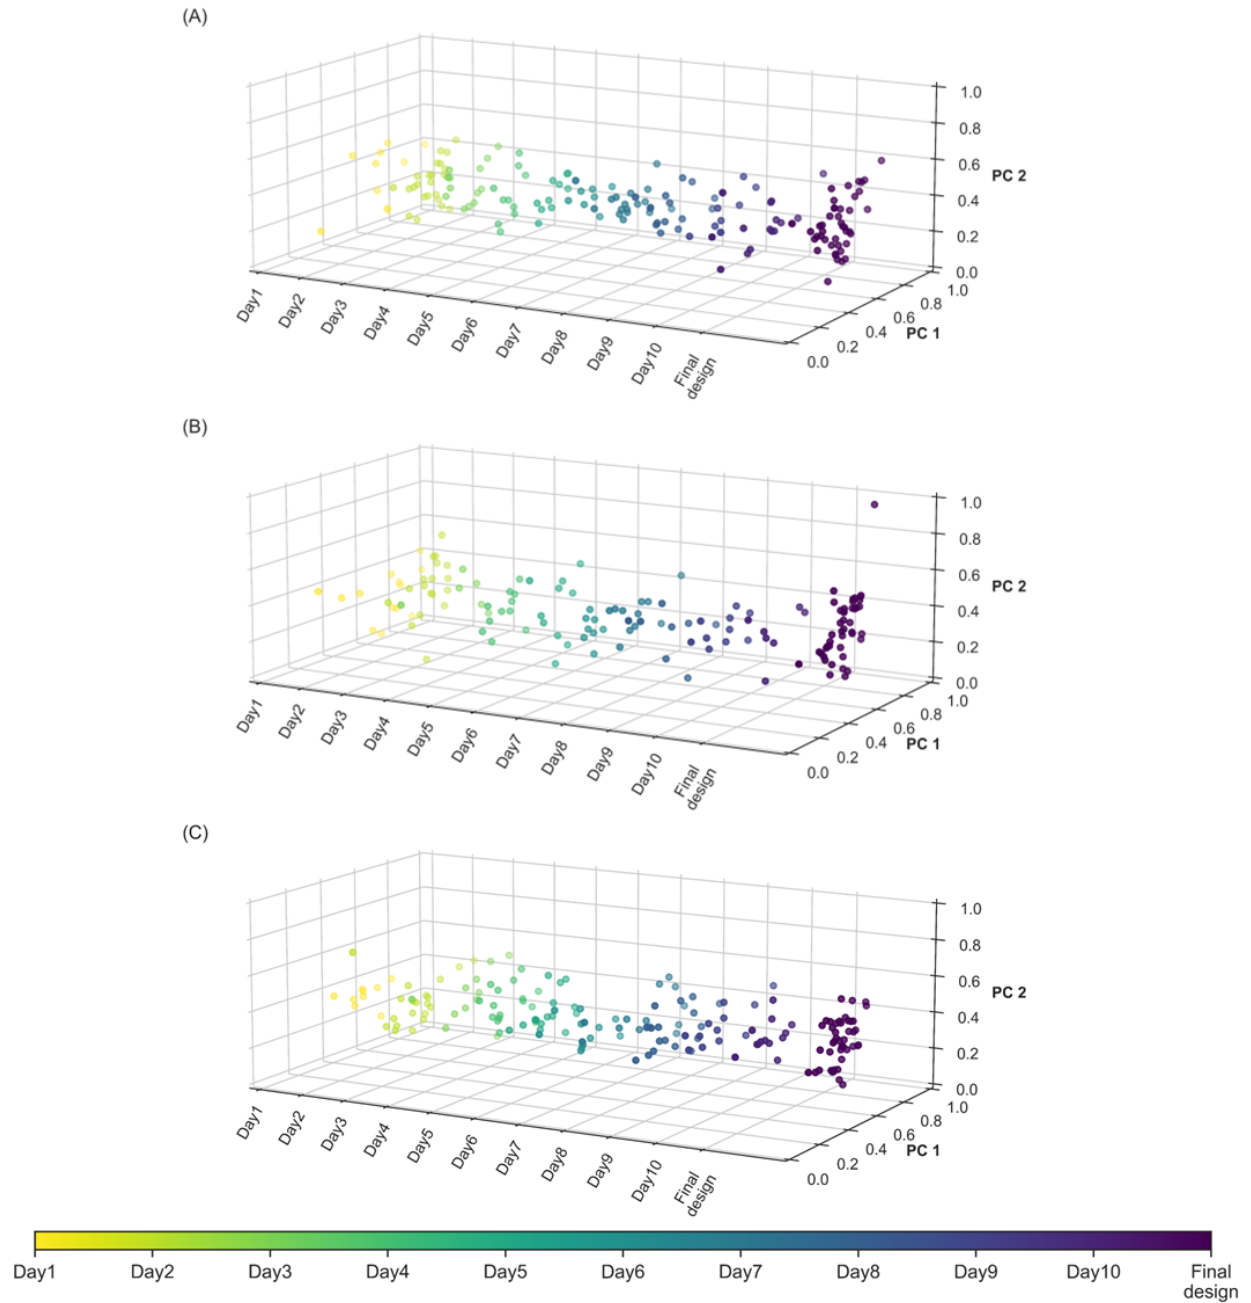 (A)
1.0
0.8
0.6
PC 2
0.4
0.2
0.0
1.0
0.8
0.6
0.4
PC 1
0.2
0.0
Day1
Day2
Day3
Day4
Day5
Day6
Day7
Day8
Day9
Day10
Final
design
(B)
1.0
0.8
0.6
PC 2
0.4
0.2
0.0
1.0
0.8
0.6
0.4
PC 1
0.2
0.0
Day1
Day2
Day3
Day4
Day5
Day6
Day7
Day8
Day9
Day10
Final
design
(C)
1.0
0.8
0.6
PC 2
0.4
0.2
0.0
1.0
0.8
0.6
0.4
PC 1
0.2
0.0
Day1
Day2
Day3
Day4
Day5
Day6
Day7
Day8
Day9
Day10
Final
design
Day1 Day2 Day3 Day4 Day5 Day6 Day7 Day8 Day9 Day10 Final
design